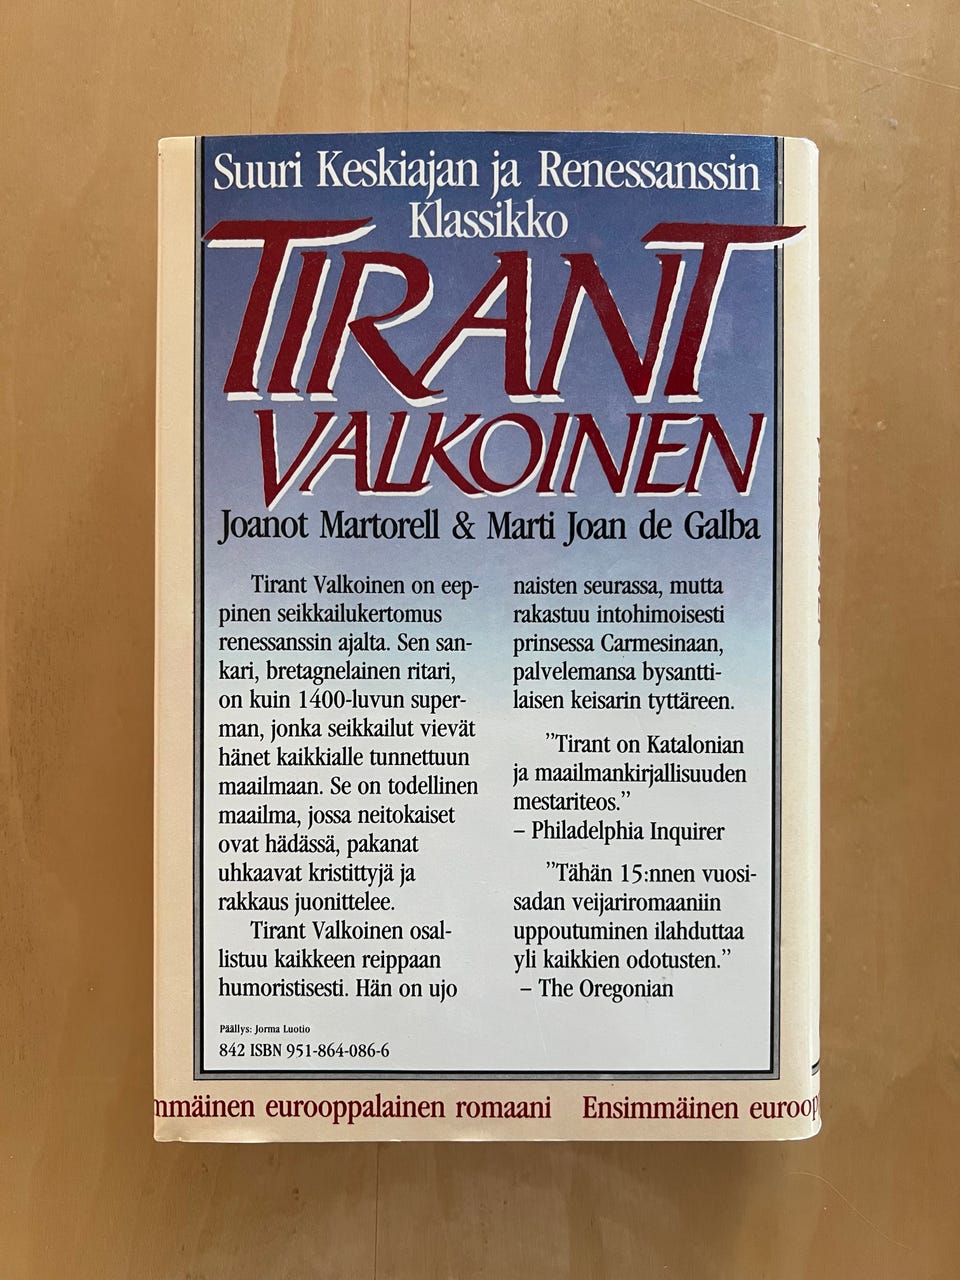 Suuri Keskiajan ja Renessanssin
Klassikko
TIRANT
VALKOINEN
Joanot Martorell & Marti Joan de Galba
Tirant Valkoinen on eep-
pinen seikkailukertomus
renessanssin ajalta. Sen san-
kari, bretagnelainen ritari,
on kuin 1400-luvun super-
man, jonka seikkailut vievät
hänet kaikkialle tunnettuun
maailmaan. Se on todellinen
maailma, jossa neitokaiset
ovat hädässä, pakanat
uhkaavat kristittyjä ja
rakkaus juonittelee.
Tirant Valkoinen osal-
listuu kaikkeen reippaan
humoristisesti. Hän on ujo
naisten seurassa, mutta
rakastuu intohimoisesti
prinsessa Carmesinaan,
palvelemansa bysantti-
laisen keisarin tyttäreen.
”Tirant on Katalonian
ja maailmankirjallisuuden
mestariteos.”
– Philadelphia Inquirer
”Tähän 15:nnen vuosi-
sadan veijariromaaniin
uppoutuminen ilahduttaa
yli kaikkien odotusten.”
– The Oregonian
Päällys: Jorma Luotio
842 ISBN 951-864-086-6
mmäinen eurooppalainen romaani Ensimmäinen europ